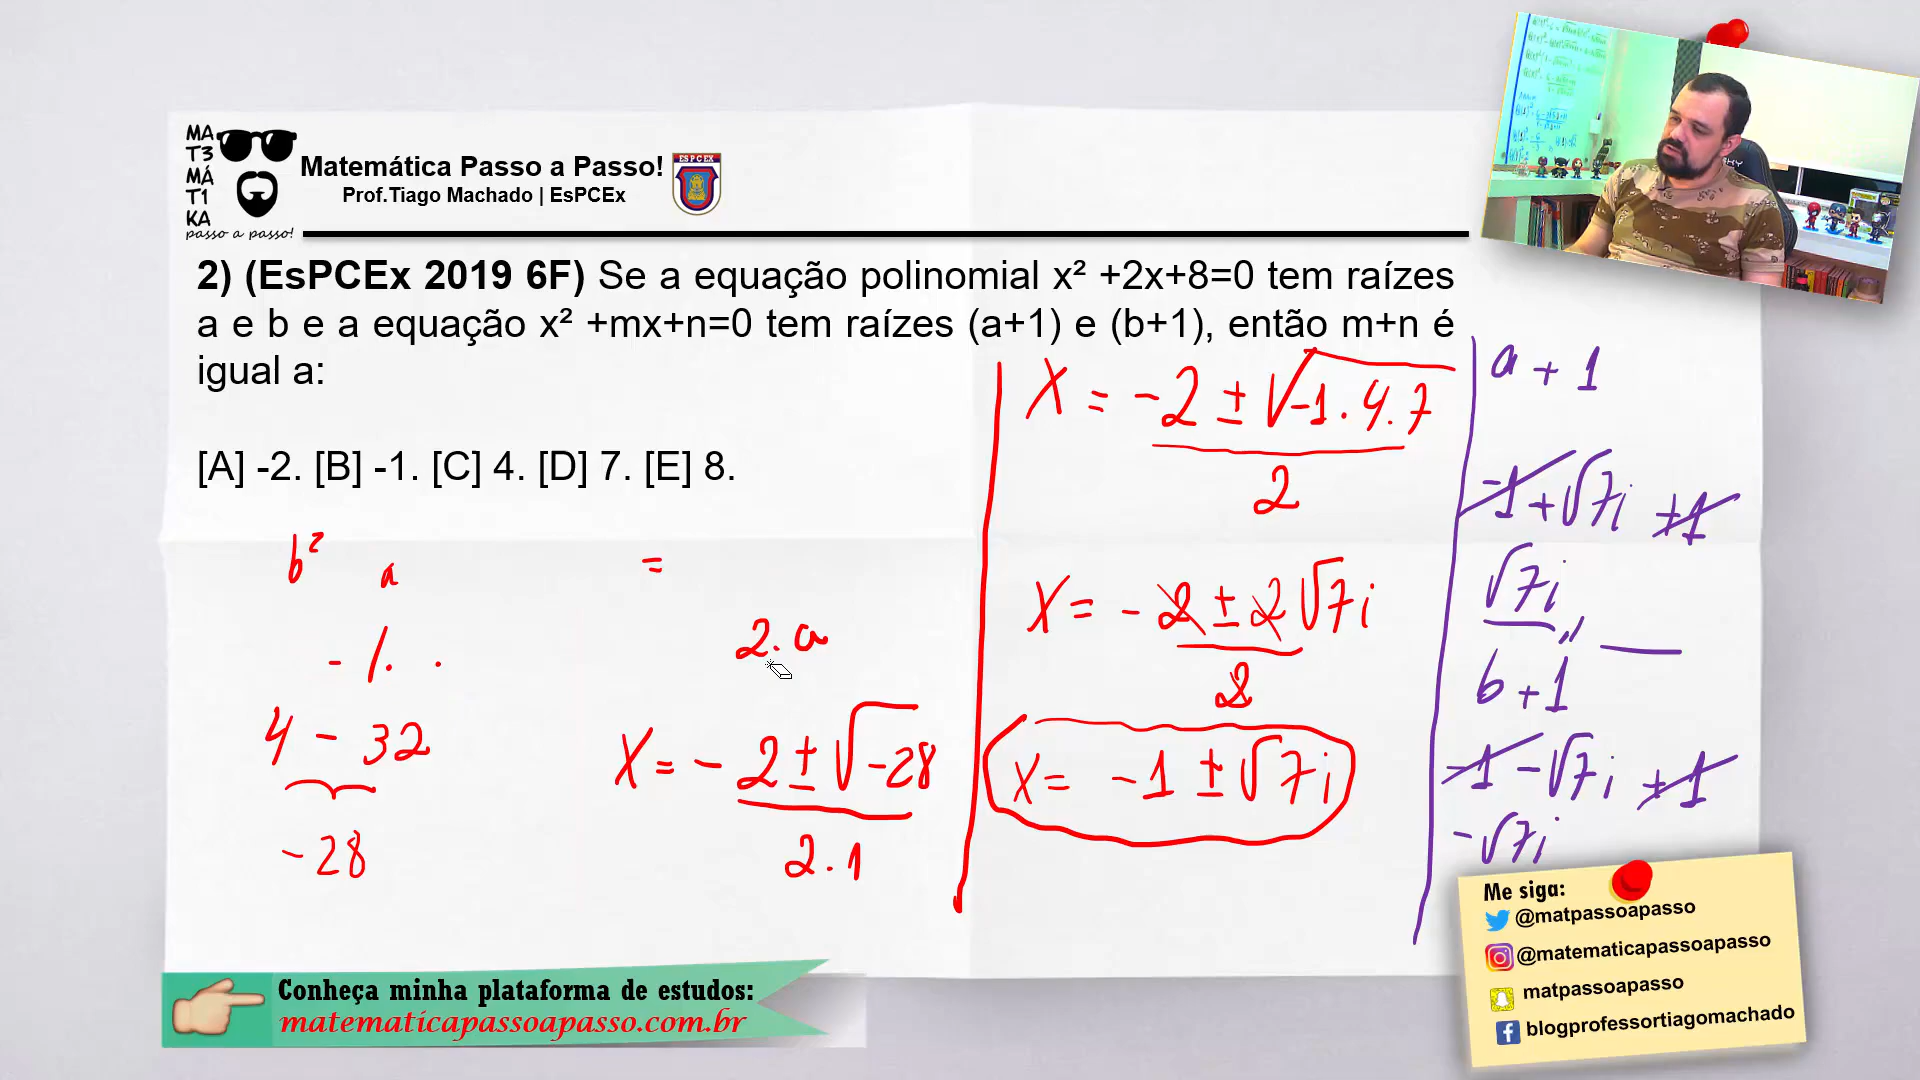 MA
T3
MÁ
T1
KA
passo a passo!
Matemática Passo a Passo!
Prof.Tiago Machado | EsPCEx
ESPCEX
2) (EsPCEx 2019 6F) Se a equação polinomial x² +2x+8=0 tem raízes
a e b e a equação x² +mx+n=0 tem raízes (a+1) e (b+1), então m+n é
igual a:
[A] -2. [B] -1. [C] 4. [D] 7. [E] 8.
b² a
- 1. .
4 - 32
-28
=
2.a
X = - 2 ± √-28
2.1
X = -2 ± √-1.4.7
2
X = - 2 ± 2√7i
2
X = -1 ± √7i
a + 1
-1 + √7i +1
√7i
b + 1
-1 - √7i +1
-√7i
Me siga:
@matpassoapasso
@matematicapassoapasso
matpassoapasso
blogprofessortiagomachado
Conheça minha plataforma de estudos:
matematicapassoapasso.com.br